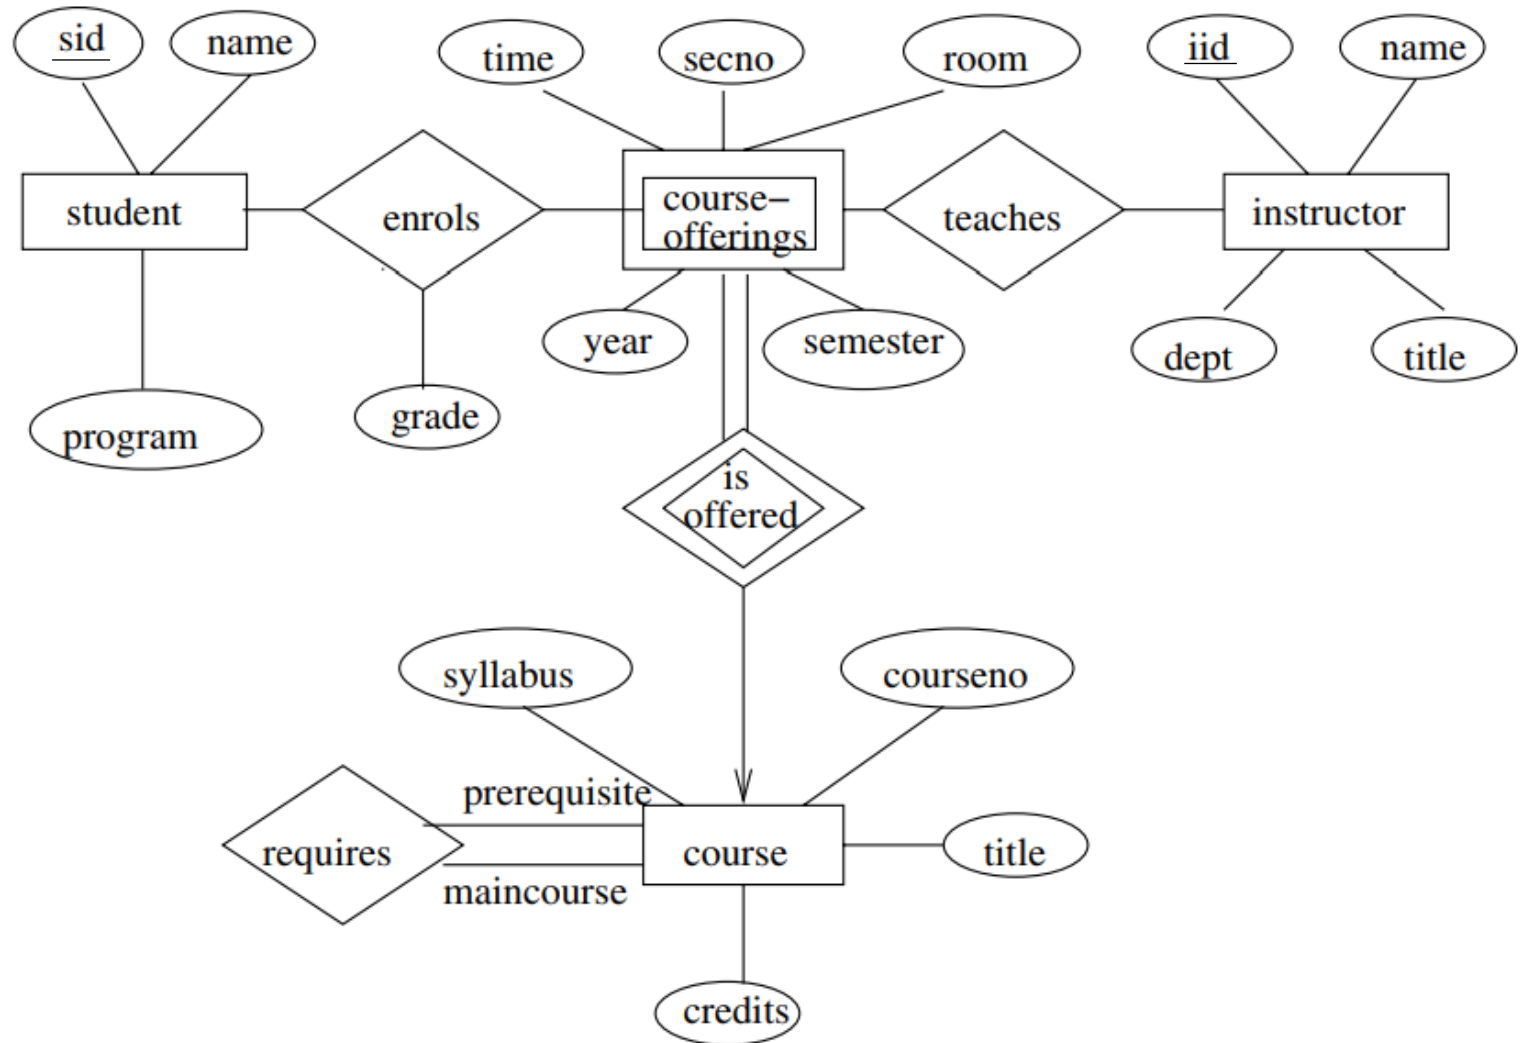 sid
name
time
secno
room
iid
name
student
enrols
course–
offerings
teaches
instructor
year
semester
dept
title
program
grade
is
offered
syllabus
courseno
prerequisite
requires
course
title
maincourse
credits